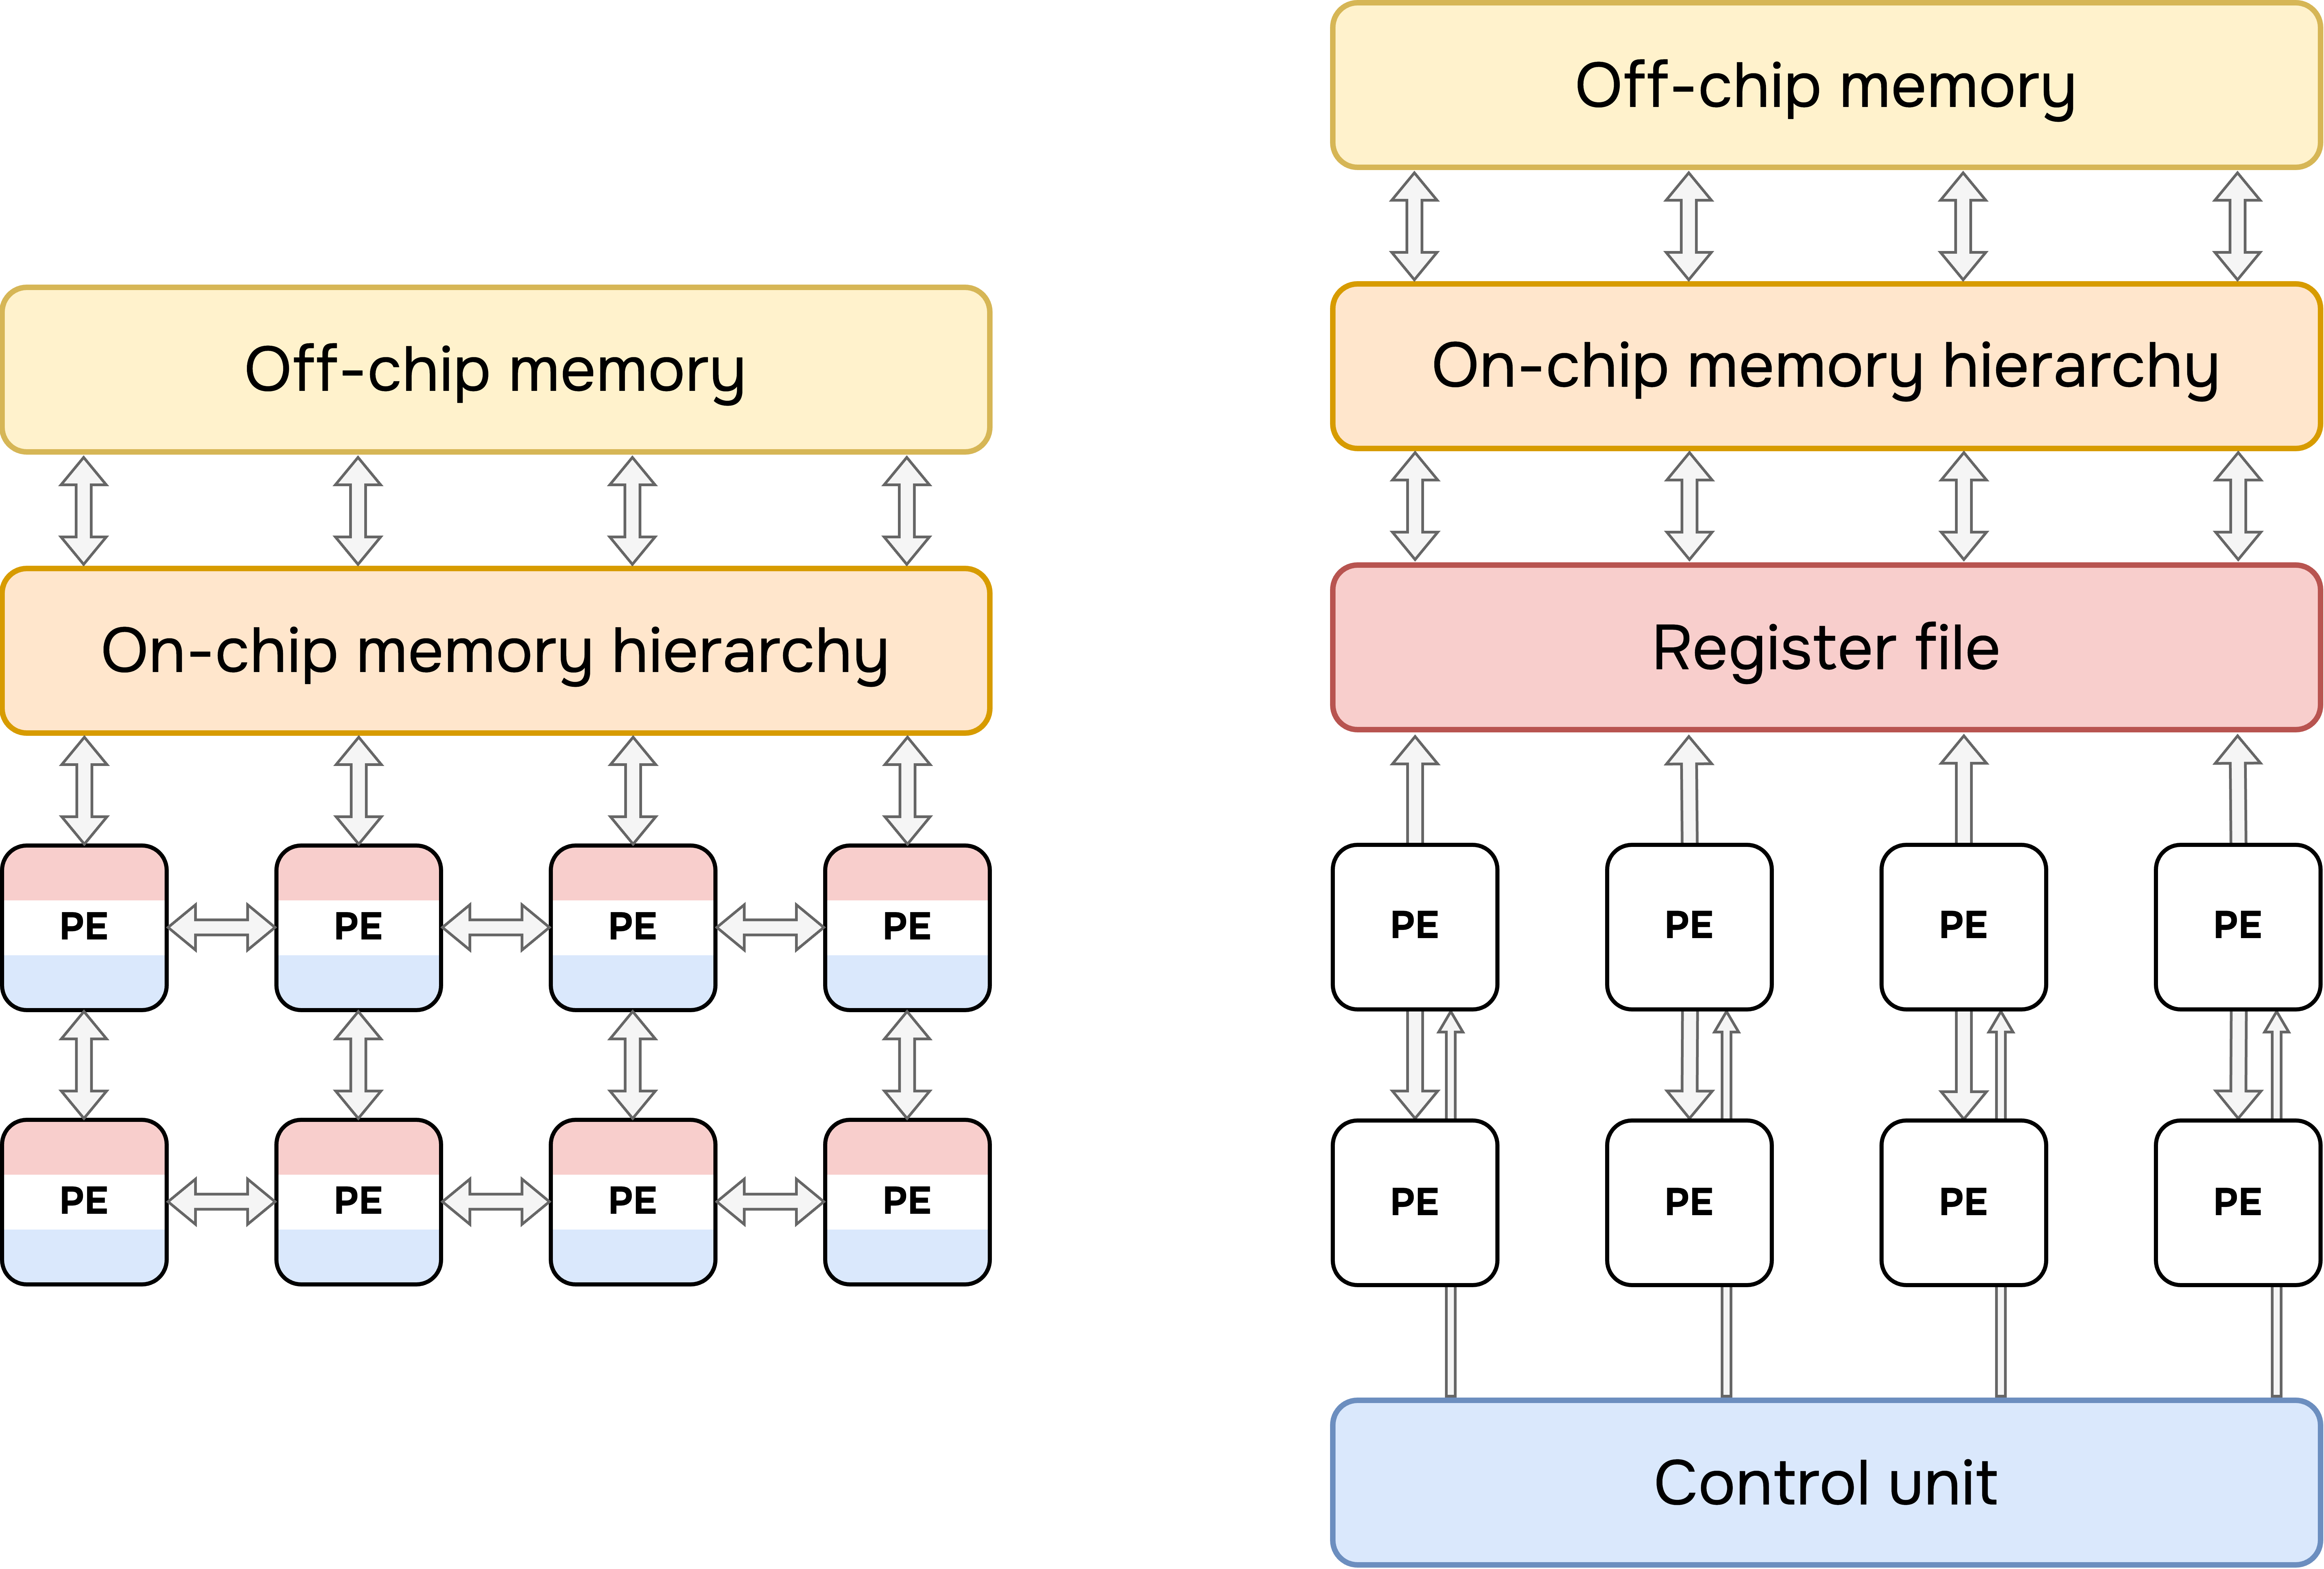 Off-chip memory
On-chip memory hierarchy
PE PE PE PE
PE PE PE PE
Off-chip memory
On-chip memory hierarchy
Register file
PE PE PE PE
PE PE PE PE
Control unit